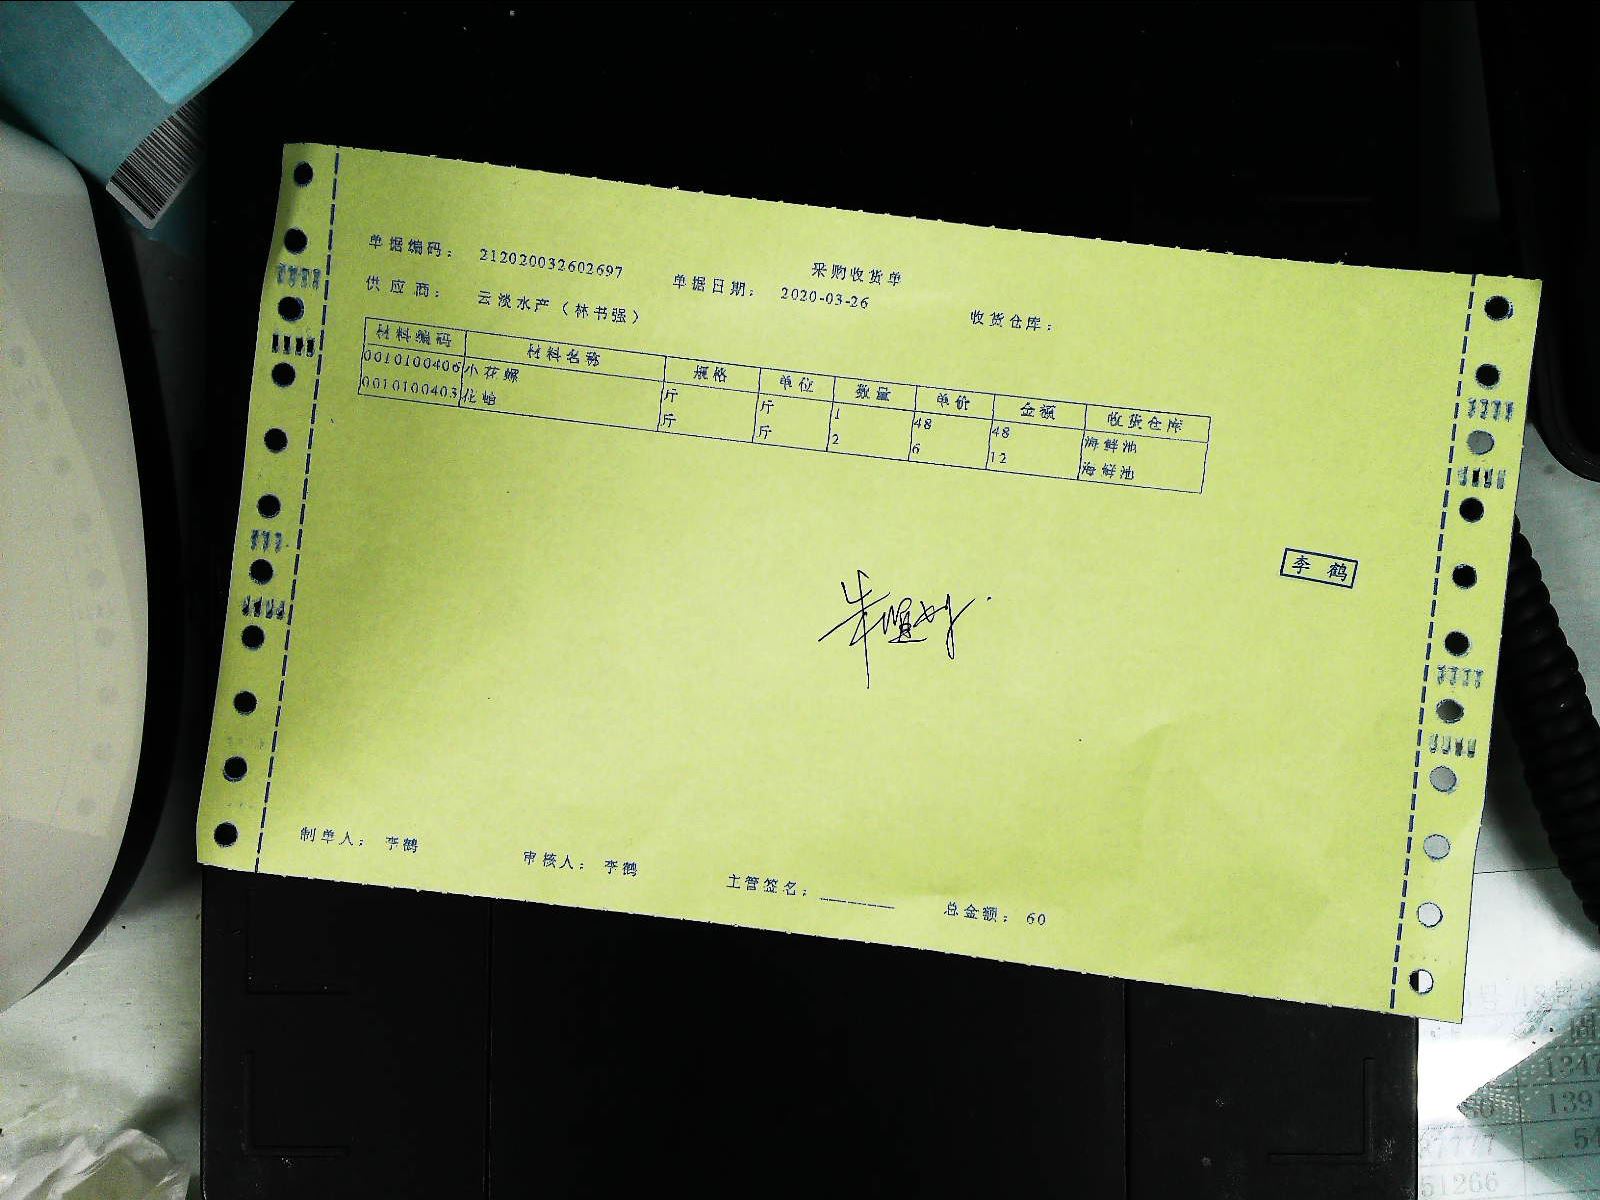 采购收货单
单据编码： 212020032602697 单据日期： 2020-03-26 收货仓库：
供应商： 云淡水产（林书强）
材料编码 材料名称 规格 单位 数量 单价 金额 收货仓库
0010100406 小花螺 斤 斤 1 48 48 海鲜池
0010100403 花蛤 斤 斤 2 6 12 海鲜池
李鹤
制单人： 李鹤 审核人： 李鹤 主管签名： 总金额： 60
1347
1391
51266